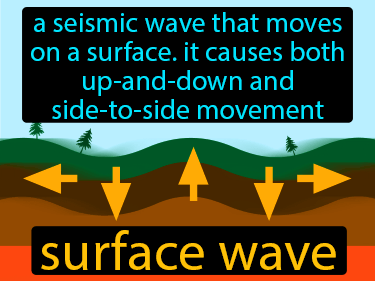 a seismic wave that moves
on a surface. it causes both
up-and-down and
side-to-side movement
surface wave